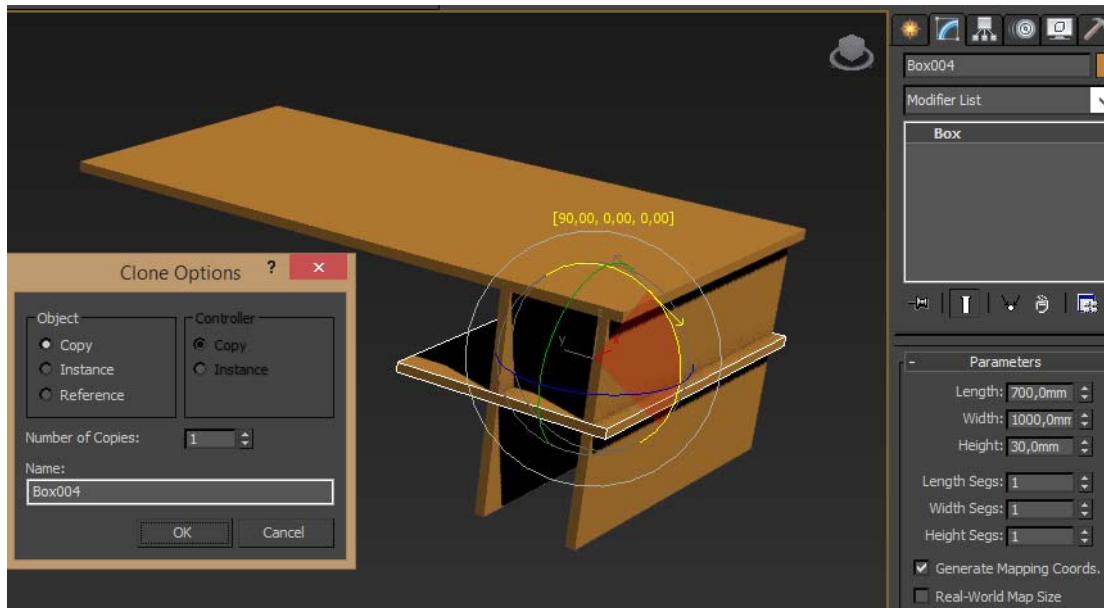 Box004
Modifier List
Box
[90,00, 0,00, 0,00]
y
x
Clone Options ? ×
Object
Controller
Copy
Copy
Instance
Instance
Reference
Number of Copies: 1
Name:
Box004
OK Cancel
- Parameters
Length: 700,0mm
Width: 1000,0mm
Height: 30,0mm
Length Segs: 1
Width Segs: 1
Height Segs: 1
Generate Mapping Coords.
Real-World Map Size